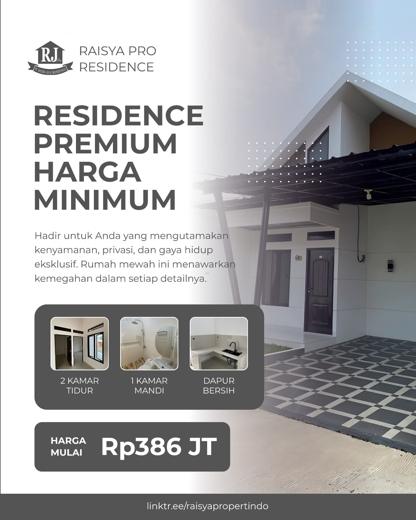 RJ
RAISYA PRO
RESIDENCE
RESIDENCE
PREMIUM
HARGA
MINIMUM
Hadir untuk Anda yang mengutamakan
kenyamanan, privasi, dan gaya hidup
eksklusif. Rumah mewah ini menawarkan
kemegahan dalam setiap detailnya.
2 KAMAR
TIDUR
1 KAMAR
MANDI
DAPUR
BERSIH
HARGA
MULAI
Rp386 JT
linktr.ee/raisyapropertindo